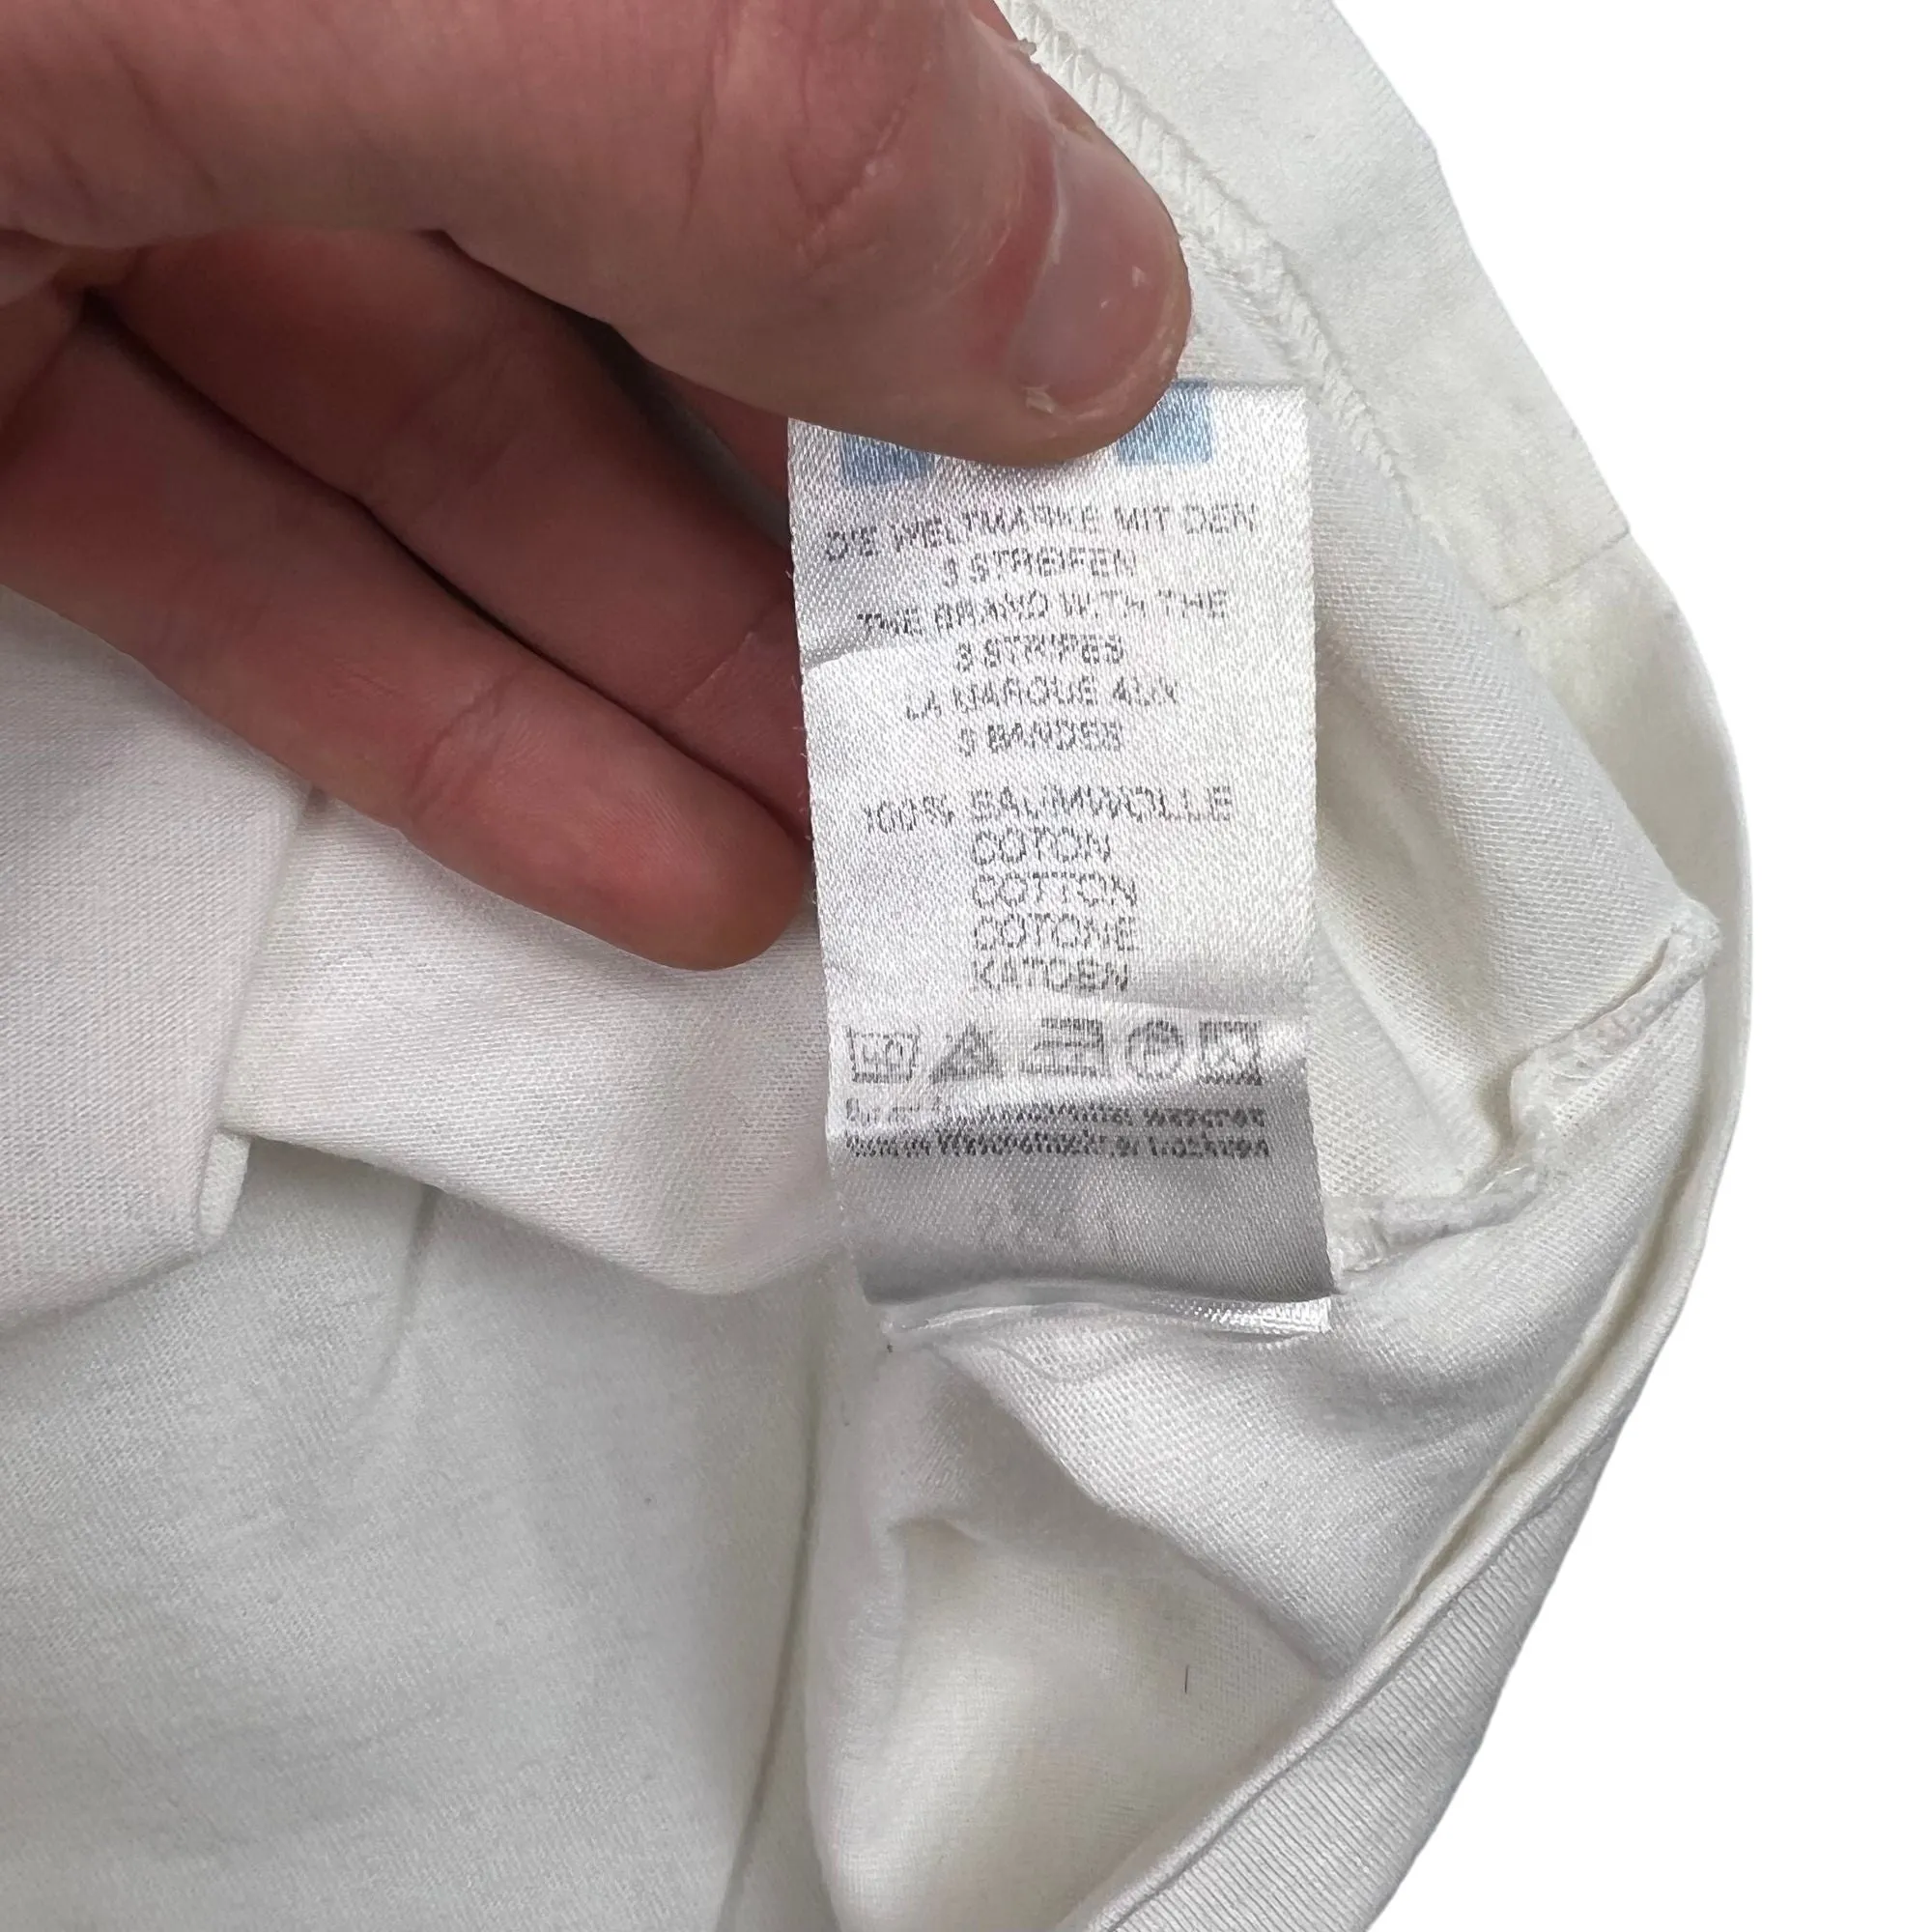 DIE WELTMARKE MIT DEN
3 STREIFEN
THE BRAND WITH THE
3 STRIPES
LA MARQUE AUX
3 BANDES
100% BAUMWOLLE
COTON
COTTON
COTONE
KATOEN